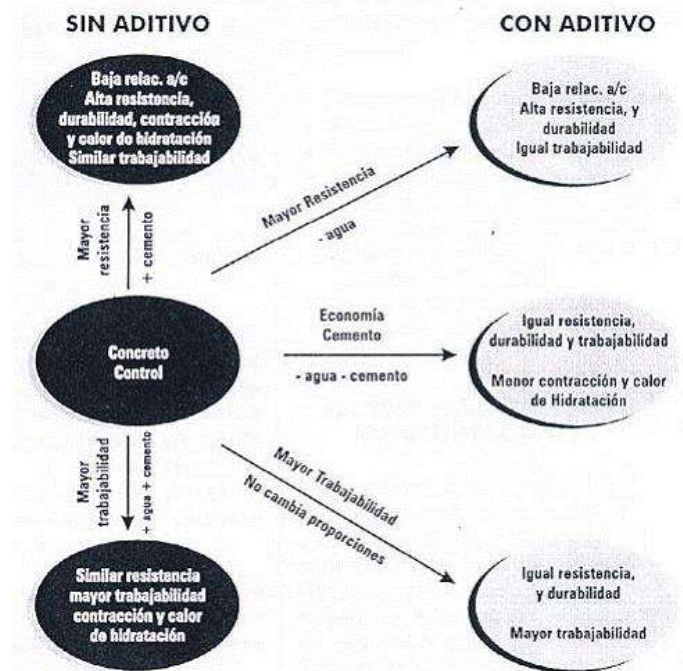 SIN ADITIVO
CON ADITIVO
Baja relac. a/c
Alta resistencia,
durabilidad, contracción
y calor de hidratación
Similar trabajabilidad
Baja relac. a/c
Alta resistencia, y
durabilidad
Igual trabajabilidad
Mayor
resistencia
+ cemento
Mayor Resistencia
- agua
Concreto
Control
Economía
Cemento
- agua - cemento
Igual resistencia,
durabilidad y trabajabilidad
Menor contracción y calor
de Hidratación
Mayor
trabajabilidad
+ agua + cemento
Mayor Trabajabilidad
No cambia proporciones
Similar resistencia
mayor trabajabilidad
contracción y calor
de hidratación
Igual resistencia,
y durabilidad
Mayor trabajabilidad